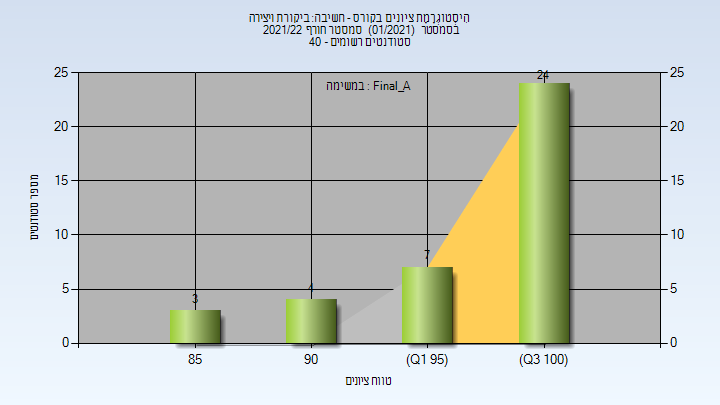 היסטוגרמת ציונים בקורס - חשיבה: ביקורת ויצירה
בסמסטר (01/2021) סמסטר חורף 2021/22
סטודנטים רשומים - 40
במשימה : Final_A
מספר סטודנטים
25
20
15
10
5
0
25
20
15
10
5
0
3
4
7
24
85
90
(Q1 95)
(Q3 100)
טווח ציונים